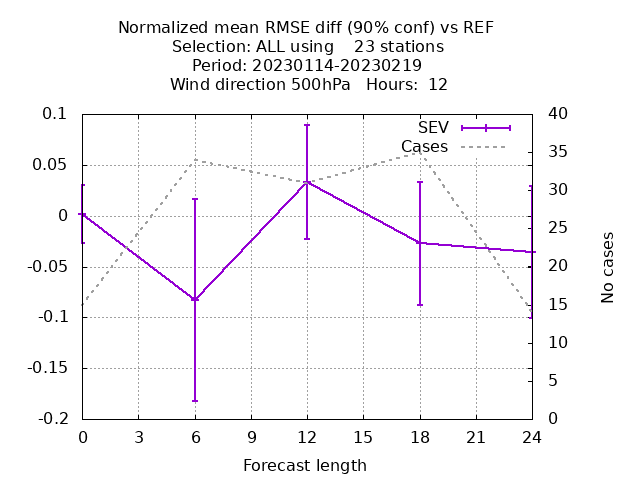 Normalized mean RMSE diff (90% conf) vs REF
Selection: ALL using    23 stations
Period: 20230114-20230219
Wind direction 500hPa   Hours:  12
0.1
0.05
0
-0.05
-0.1
-0.15
-0.2
SEV
Cases
40
35
30
25
20
15
10
5
0
No cases
0 3 6 9 12 15 18 21 24
Forecast length